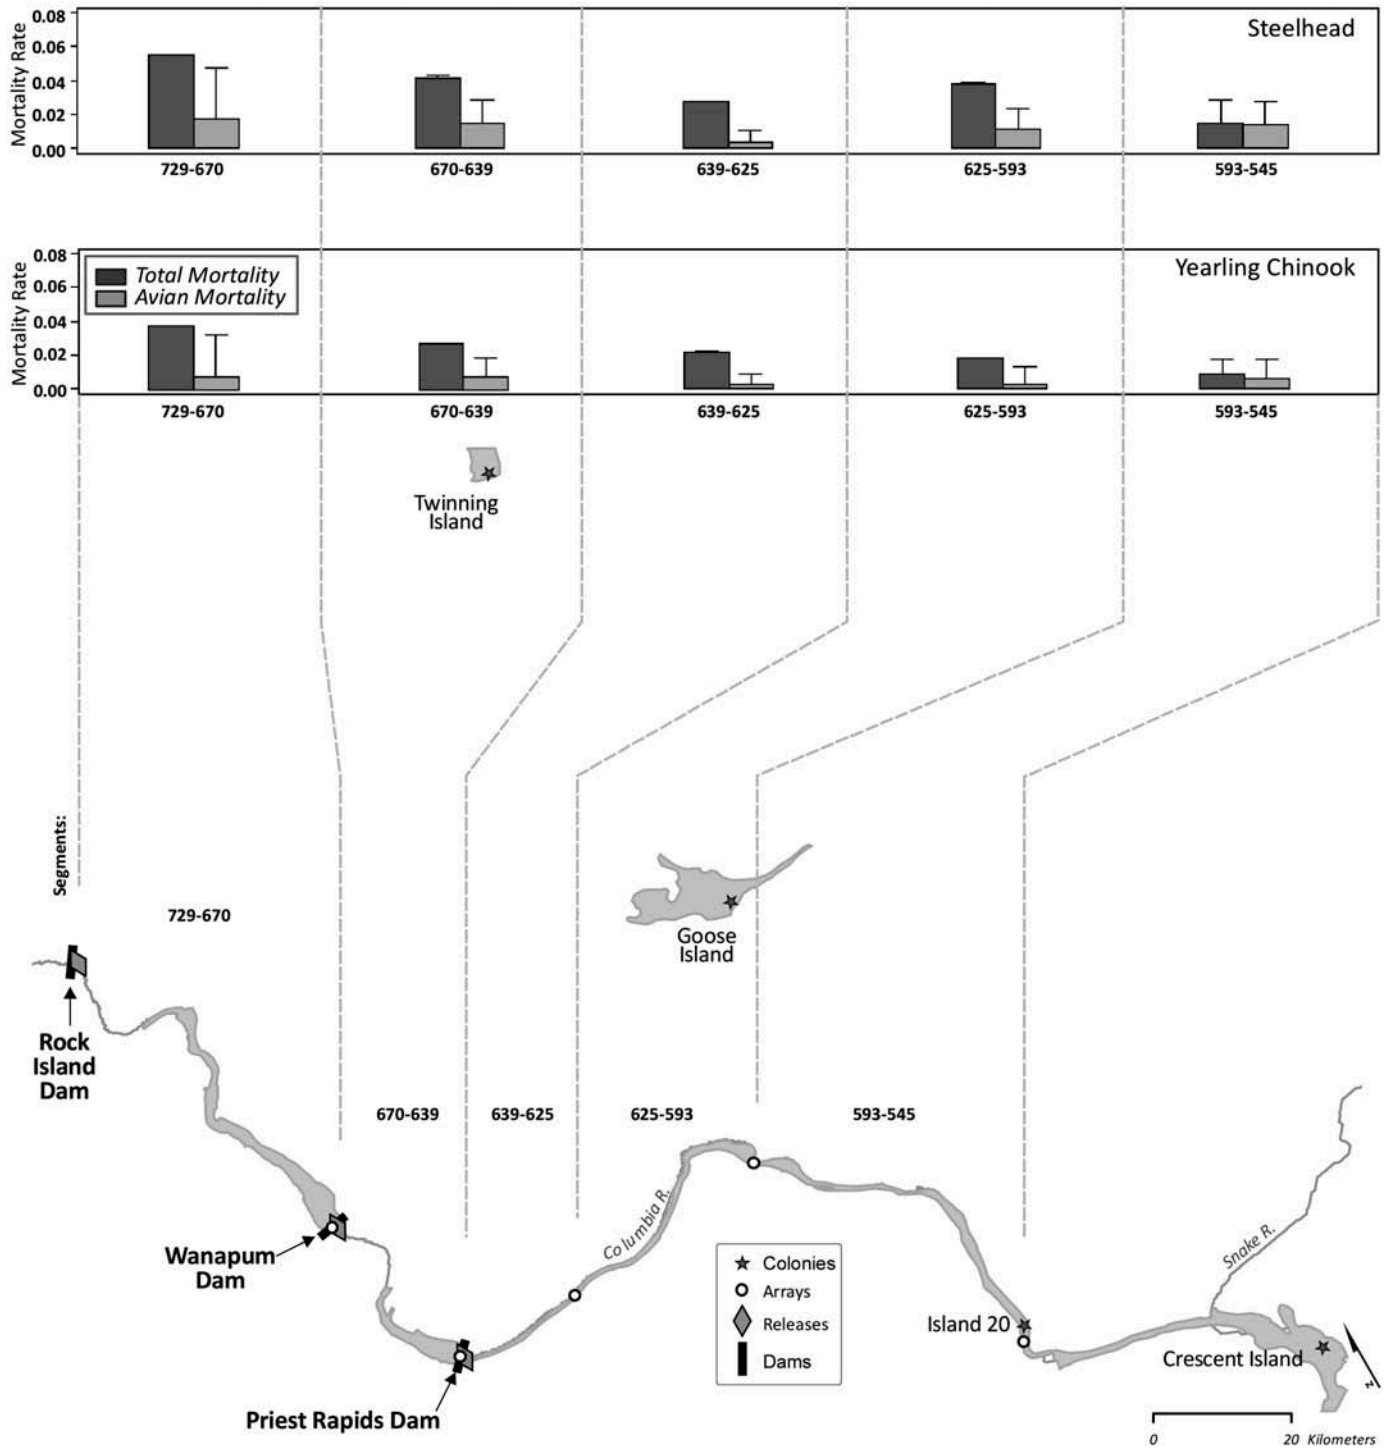 Steelhead
Mortality Rate
0.08
0.06
0.04
0.02
0.00
729-670
670-639
639-625
625-593
593-545
Yearling Chinook
Total Mortality
Avian Mortality
Mortality Rate
0.08
0.06
0.04
0.02
0.00
729-670
670-639
639-625
625-593
593-545
Twinning
Island
Segments:
729-670
Goose
Island
Rock
Island
Dam
670-639
639-625
625-593
593-545
Columbia R.
Snake R.
Wanapum
Dam
Colonies
Arrays
Releases
Dams
Island 20
Crescent Island
N
Priest Rapids Dam
0
20 Kilometers